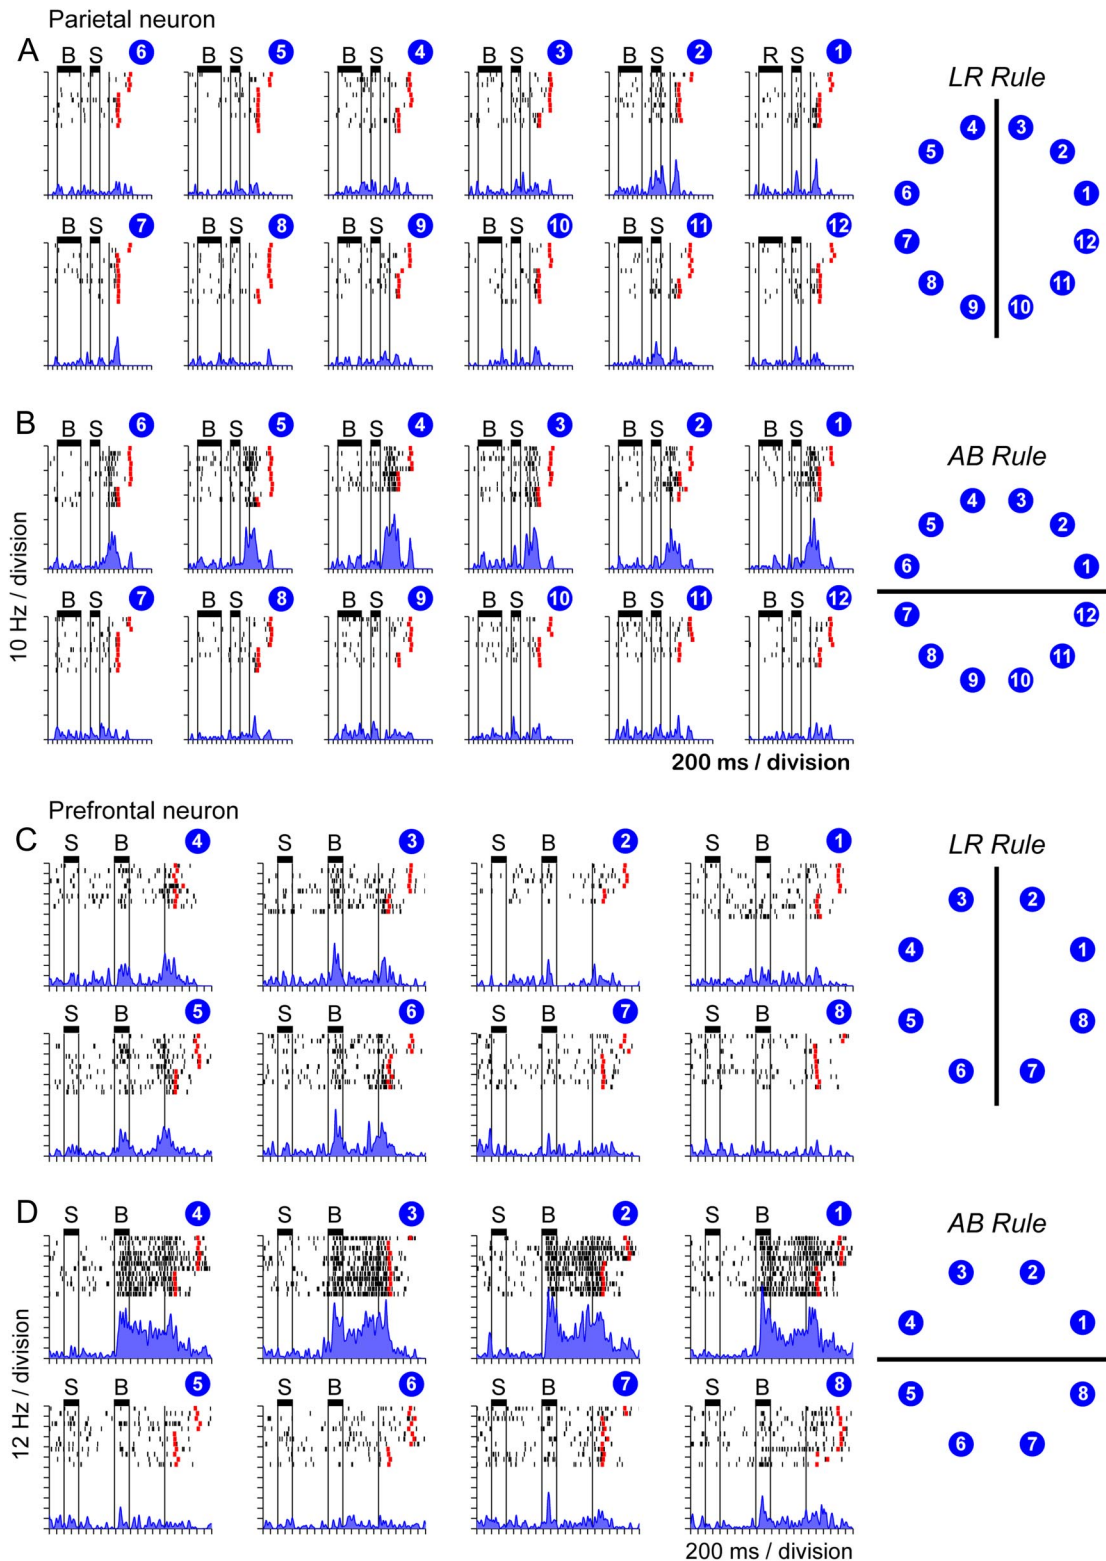 Parietal neuron
A
B S 6
B S 5
B S 4
B S 3
B S 2
R S 1
LR Rule
4 3
5 2
6 1
7 12
8 11
9 10
B S 7
B S 8
B S 9
B S 10
B S 11
B S 12
B
B S 6
B S 5
B S 4
B S 3
B S 2
B S 1
AB Rule
4 3
5 2
6 1
7 12
8 11
9 10
B S 7
B S 8
B S 9
B S 10
B S 11
B S 12
10 Hz / division
200 ms / division
Prefrontal neuron
C
S B 4
S B 3
S B 2
S B 1
LR Rule
3 2
4 1
5 8
6 7
S B 5
S B 6
S B 7
S B 8
D
S B 4
S B 3
S B 2
S B 1
AB Rule
3 2
4 1
5 8
6 7
S B 5
S B 6
S B 7
S B 8
12 Hz / division
200 ms / division